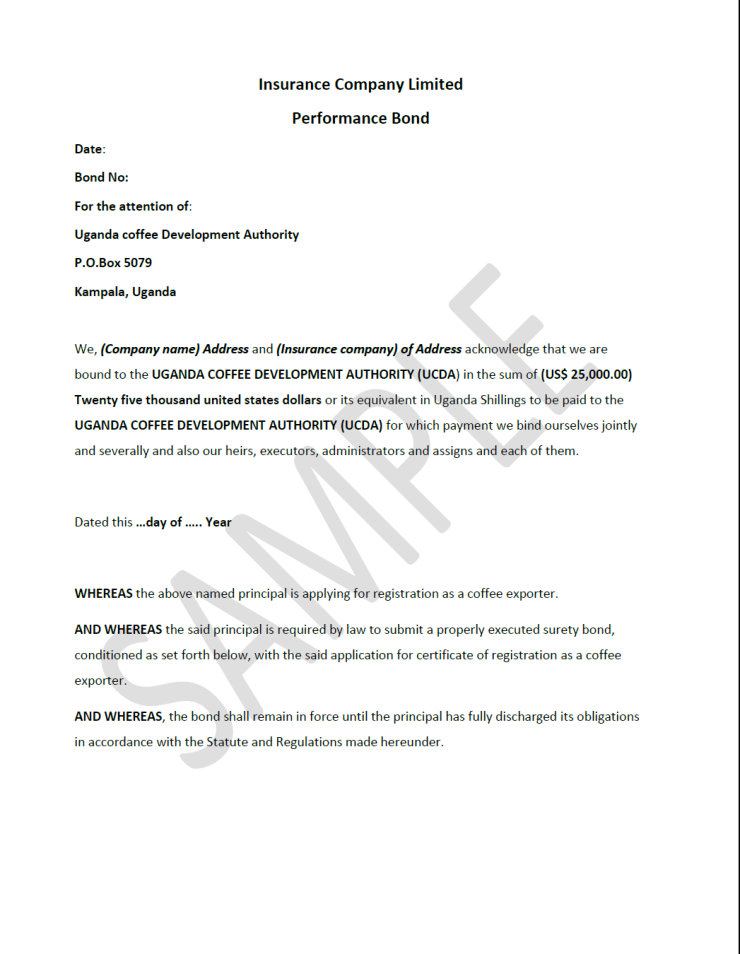 Insurance Company Limited
Performance Bond
Date:
Bond No:
For the attention of:
Uganda coffee Development Authority
P.O.Box 5079
Kampala, Uganda
We, (Company name) Address and (Insurance company) of Address acknowledge that we are
bound to the UGANDA COFFEE DEVELOPMENT AUTHORITY (UCDA) in the sum of (US$ 25,000.00)
Twenty five thousand united states dollars or its equivalent in Uganda Shillings to be paid to the
UGANDA COFFEE DEVELOPMENT AUTHORITY (UCDA) for which payment we bind ourselves jointly
and severally and also our heirs, executors, administrators and assigns and each of them.
Dated this ...day of ..... Year
WHEREAS the above named principal is applying for registration as a coffee exporter.
AND WHEREAS the said principal is required by law to submit a properly executed surety bond,
conditioned as set forth below, with the said application for certificate of registration as a coffee
exporter.
AND WHEREAS, the bond shall remain in force until the principal has fully discharged its obligations
in accordance with the Statute and Regulations made hereunder.
SAMPLE